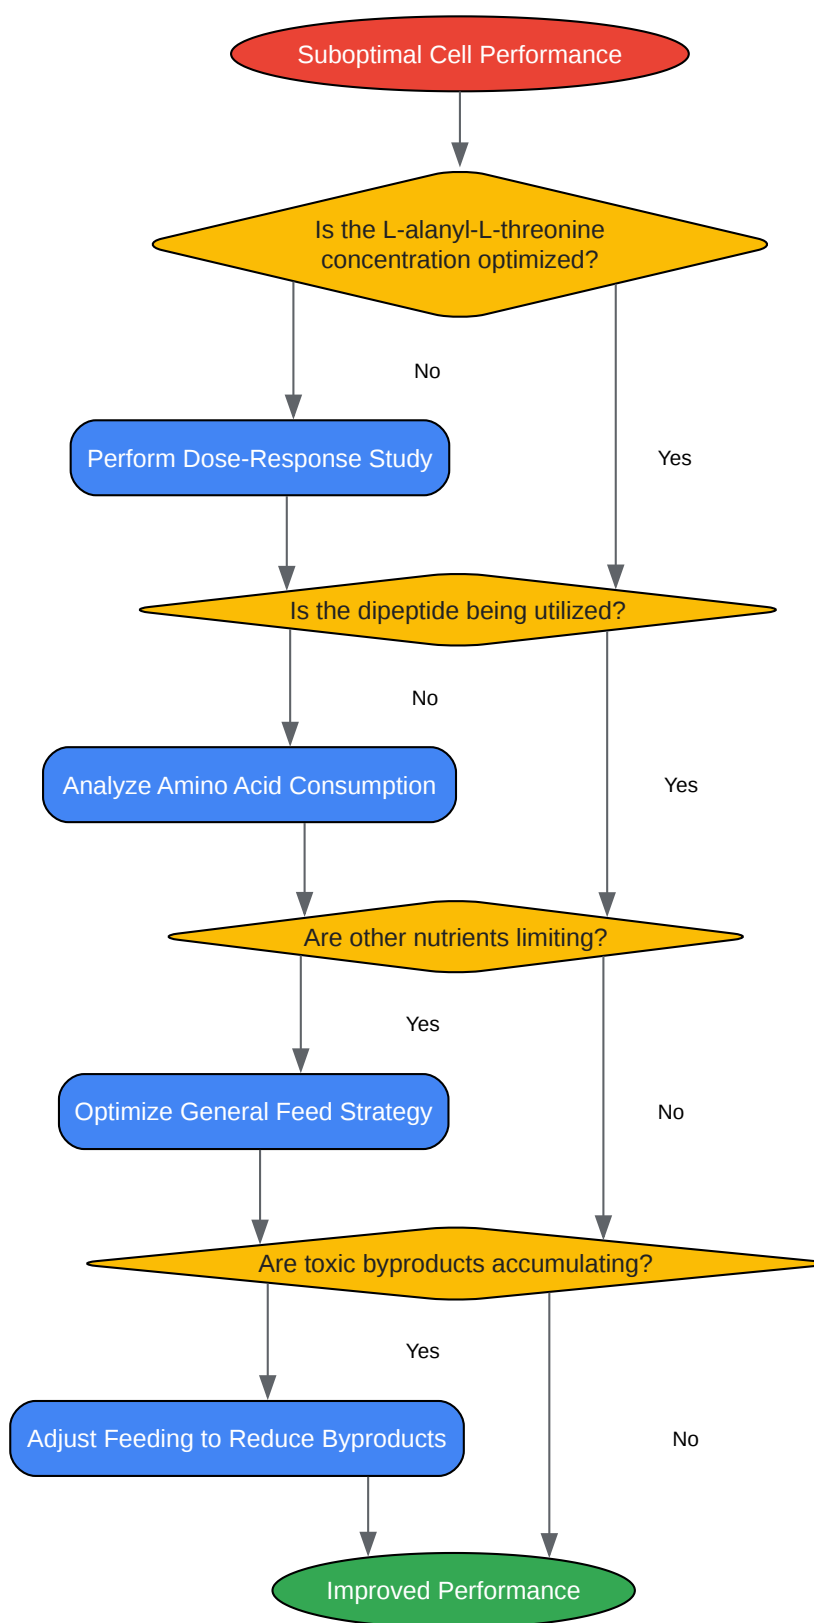 Suboptimal Cell Performance
Is the L-alanyl-L-threonine
concentration optimized?
No
Perform Dose-Response Study
Yes
Is the dipeptide being utilized?
No
Analyze Amino Acid Consumption
Yes
Are other nutrients limiting?
Yes
Optimize General Feed Strategy
No
Are toxic byproducts accumulating?
Yes
Adjust Feeding to Reduce Byproducts
No
Improved Performance